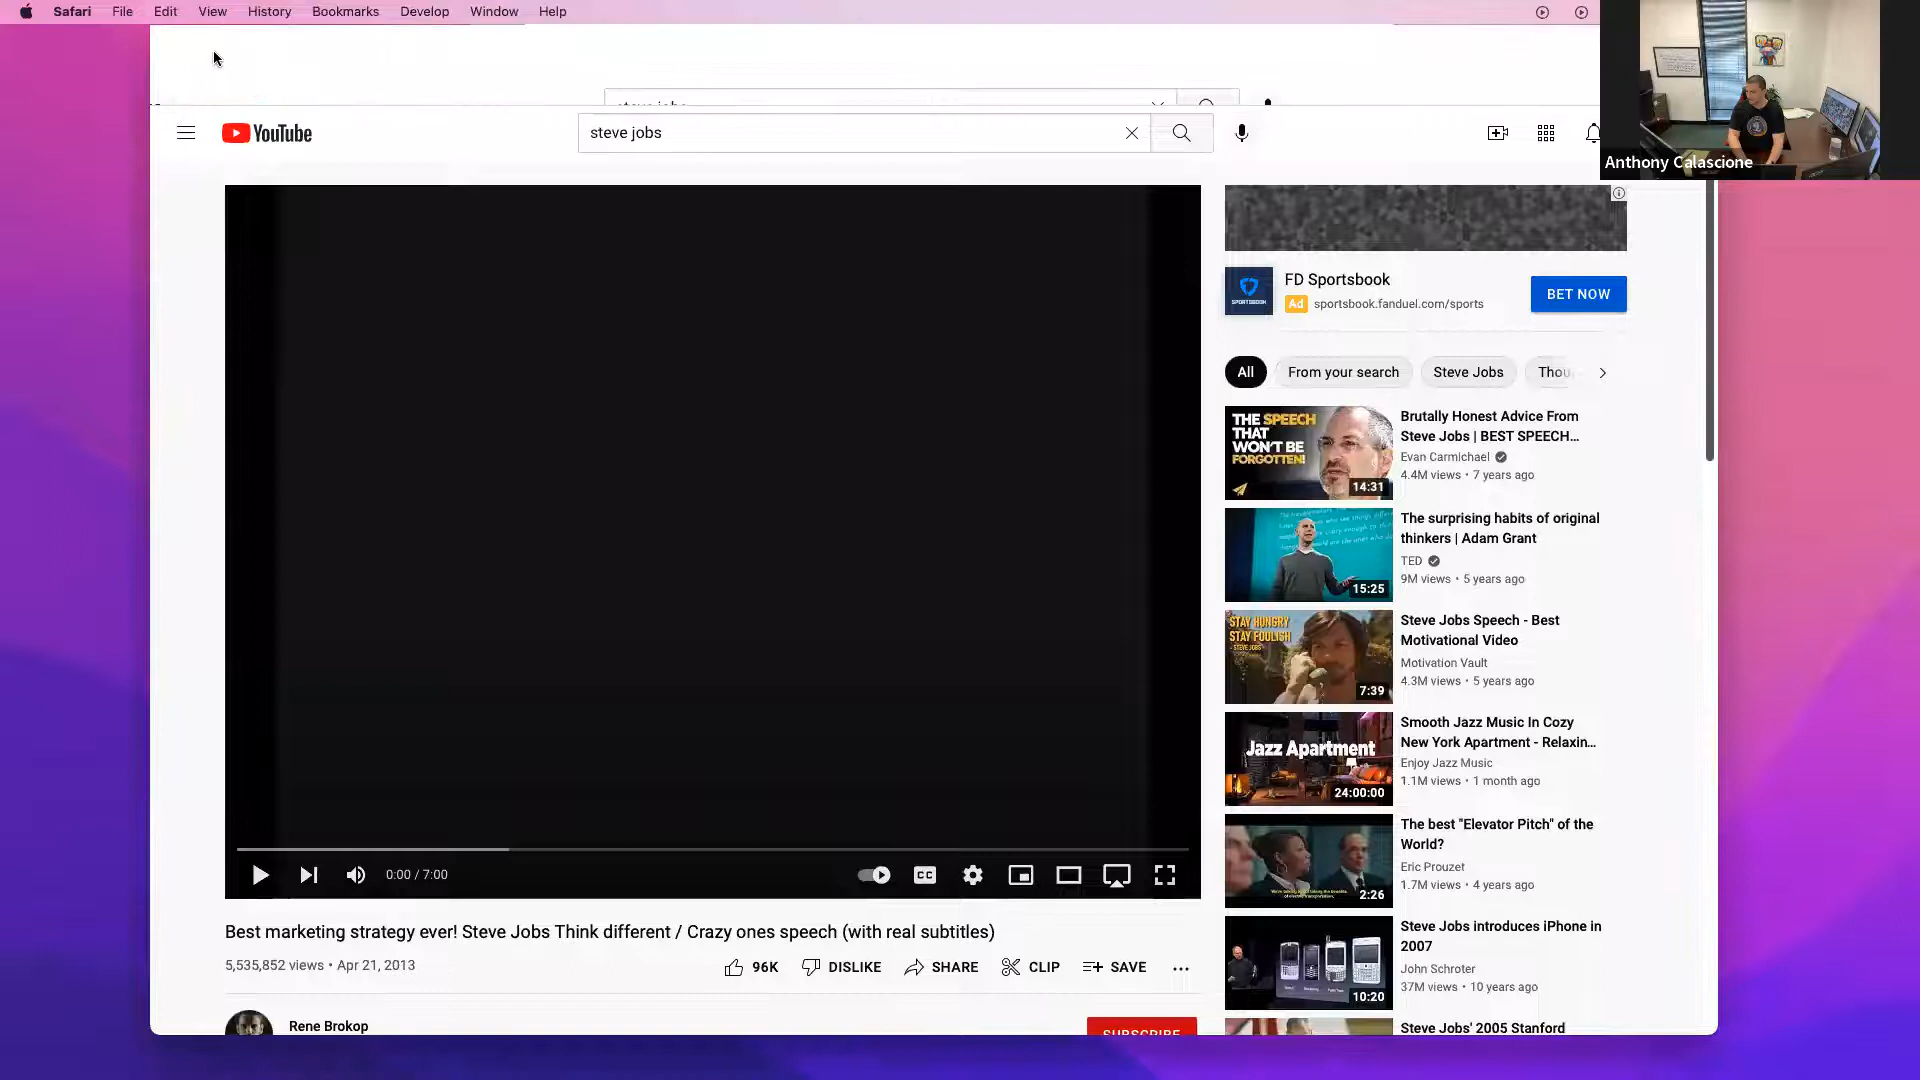 Safari File Edit View History Bookmarks Develop Window Help
YouTube
steve jobs
Anthony Calascione
FD Sportsbook
Ad sportsbook.fanduel.com/sports
BET NOW
SPORTSBOOK
All From your search Steve Jobs Thou
THE SPEECH
THAT
WON'T BE
FORGOTTEN!
14:31
Brutally Honest Advice From
Steve Jobs | BEST SPEECH...
Evan Carmichael
4.4M views • 7 years ago
15:25
The surprising habits of original
thinkers | Adam Grant
TED
9M views • 5 years ago
STAY HUNGRY
STAY FOOLISH
- STEVE JOBS
7:39
Steve Jobs Speech - Best
Motivational Video
Motivation Vault
4.3M views • 5 years ago
Jazz Apartment
24:00:00
Smooth Jazz Music In Cozy
New York Apartment - Relaxin...
Enjoy Jazz Music
1.1M views • 1 month ago
2:26
The best "Elevator Pitch" of the
World?
Eric Prouzet
1.7M views • 4 years ago
10:20
Steve Jobs introduces iPhone in
2007
John Schroter
37M views • 10 years ago
Steve Jobs' 2005 Stanford
0:00 / 7:00
CC
Best marketing strategy ever! Steve Jobs Think different / Crazy ones speech (with real subtitles)
5,535,852 views • Apr 21, 2013
96K DISLIKE SHARE CLIP SAVE
Rene Brokop
SUBSCRIBE